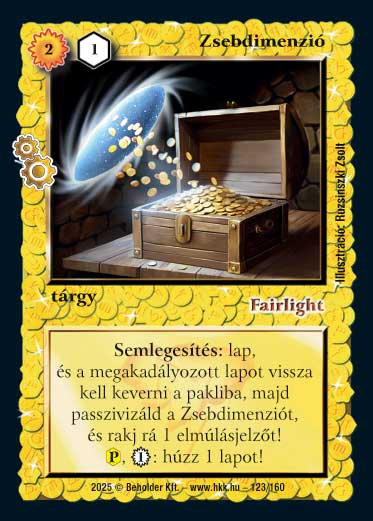 2 1 Zsebdimenzió
Illusztráció: Rozsinszki Zsolt
tárgy
Fairlight
Semlegesítés: lap,
és a megakadályozott lapot vissza
kell keverni a pakliba, majd
passzivizáld a Zsebdimenziót,
és rakj rá 1 elmúlásjelzőt!
P, 1: húzz 1 lapot!
2025 © Beholder Kft. – www.hkk.hu – 123/160